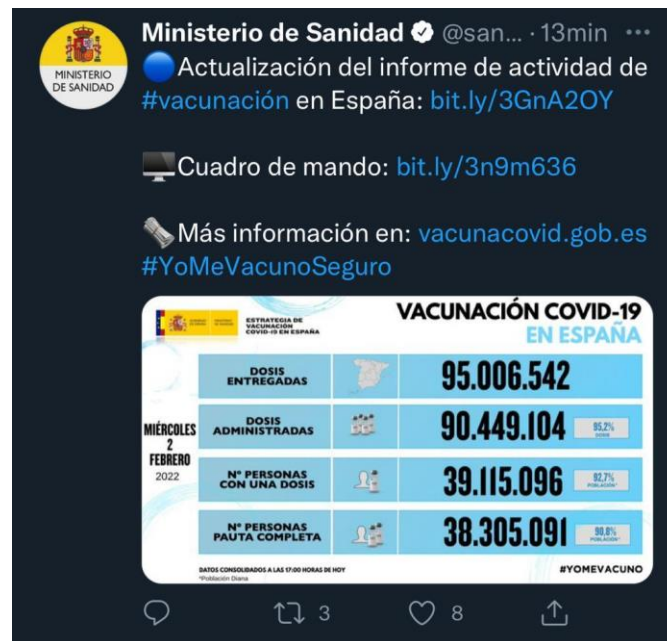 MINISTERIO
DE SANIDAD
Ministerio de Sanidad @san... · 13min ···
Actualización del informe de actividad de
#vacunación en España: bit.ly/3GnA2OY
Cuadro de mando: bit.ly/3n9m636
Más información en: vacunacovid.gob.es
#YoMeVacunoSeguro
ESTRATEGIA DE
VACUNACIÓN
COVID-19 EN ESPAÑA
VACUNACIÓN COVID-19
EN ESPAÑA
MIÉRCOLES
2
FEBRERO
2022
DOSIS
ENTREGADAS
95.006.542
DOSIS
ADMINISTRADAS
90.449.104
95,2%
DOSIS
Nº PERSONAS
CON UNA DOSIS
39.115.096
92,7%
POBLACIÓN*
Nº PERSONAS
PAUTA COMPLETA
38.305.091
90,8%
POBLACIÓN*
DATOS CONSOLIDADOS A LAS 17:00 HORAS DE HOY
*Población Diana
#YOMEVACUNO
3
8